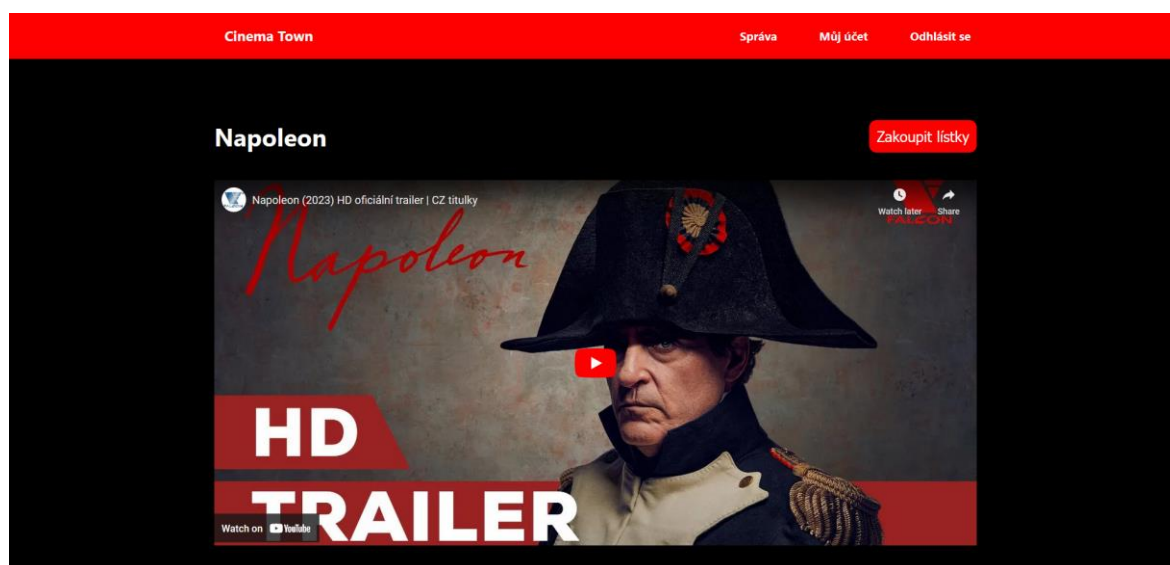 Cinema Town
Správa
Můj účet
Odhlásit se
Napoleon
Zakoupit lístky
Napoleon (2023) HD oficiální trailer | CZ titulky
Watch later
Share
FALCON
Napoleon
HD
TRAILER
Watch on YouTube